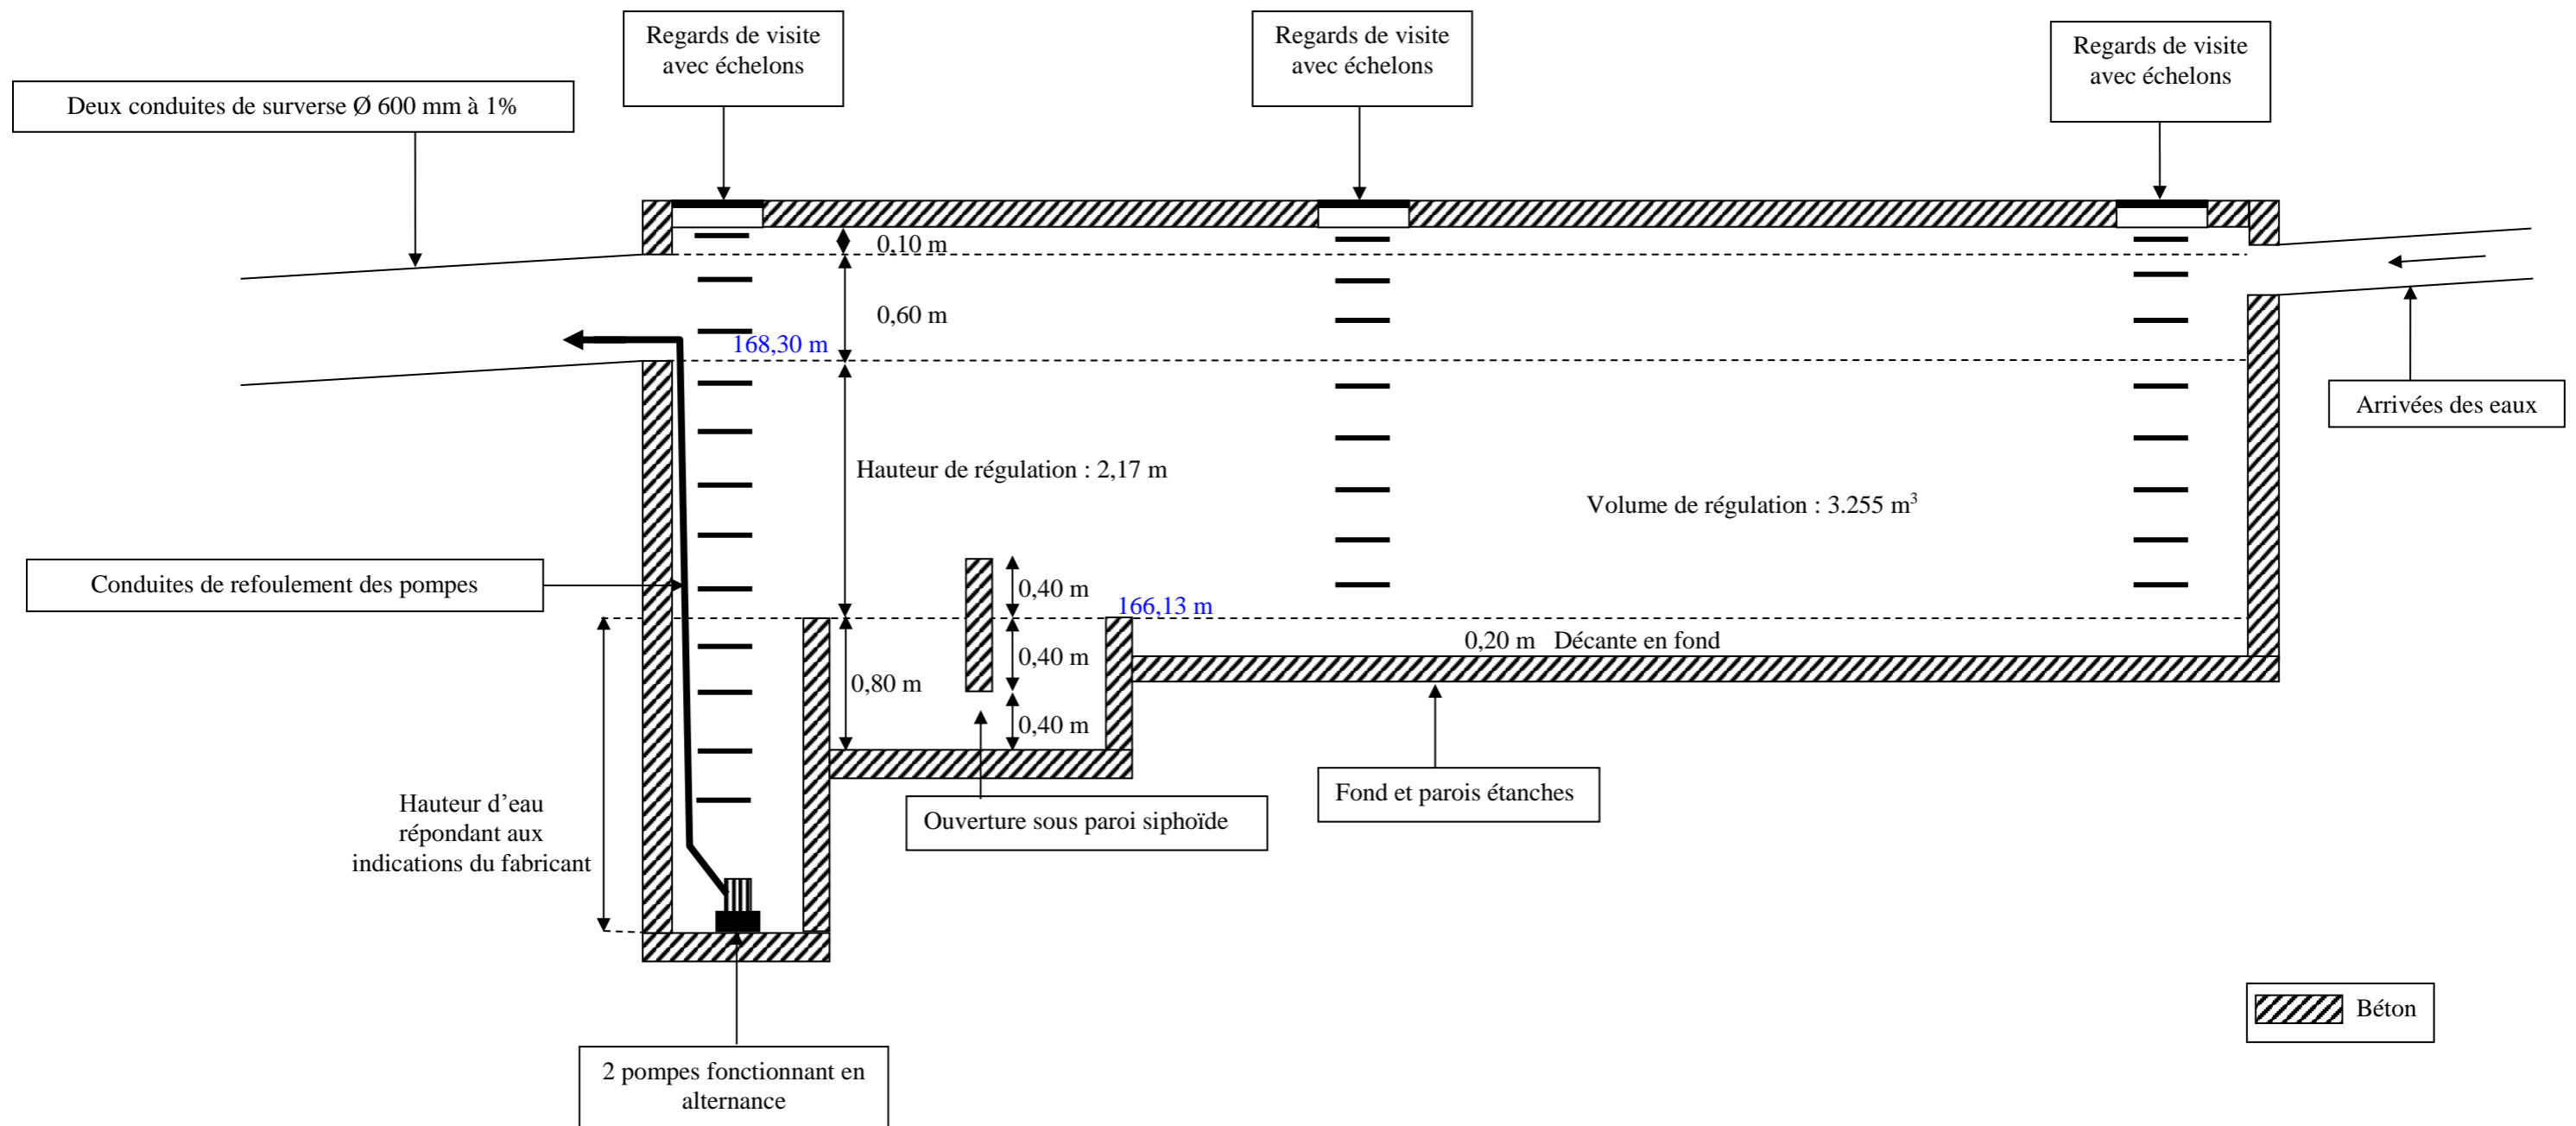 Regards de visite
avec échelons
Regards de visite
avec échelons
Regards de visite
avec échelons
Deux conduites de surverse Ø 600 mm à 1%
0,10 m
0,60 m
168,30 m
Arrivées des eaux
Hauteur de régulation : 2,17 m
Volume de régulation : 3.255 m³
Conduites de refoulement des pompes
0,40 m
166,13 m
0,20 m Décante en fond
0,40 m
0,80 m
0,40 m
Fond et parois étanches
Hauteur d’eau
répondant aux
indications du fabricant
Ouverture sous paroi siphoïde
Béton
2 pompes fonctionnant en
alternance